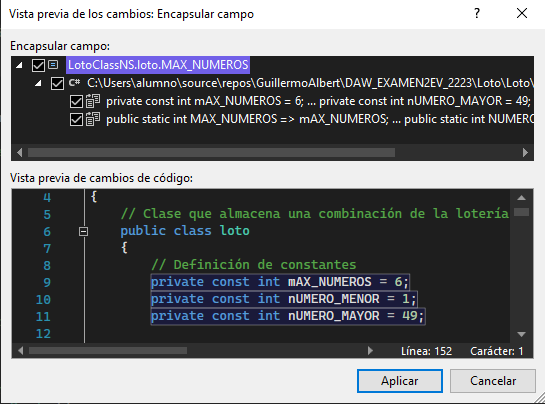 Vista previa de los cambios: Encapsular campo
Encapsular campo:
LotoClassNS.loto.MAX_NUMEROS
C# C:\Users\alumno\source\repos\GuillermoAlbert\DAW_EXAMEN2EV_2223\Loto\Loto\
private const int mAX_NUMEROS = 6; ... private const int nUMERO_MAYOR = 49;
public static int MAX_NUMEROS => mAX_NUMEROS; ... public static int NUMERO
Vista previa de cambios de código:
4 {
5 // Clase que almacena una combinación de la lotería
6 public class loto
7 {
8 // Definición de constantes
9 private const int mAX_NUMEROS = 6;
10 private const int nUMERO_MENOR = 1;
11 private const int nUMERO_MAYOR = 49;
12
Línea: 152 Carácter: 1
Aplicar Cancelar